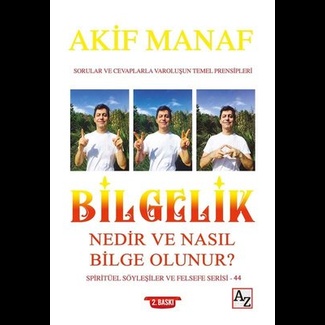 AKİF MANAF
SORULAR VE CEVAPLARLA VAROLUŞUN TEMEL PRENSİPLERİ
BİLGELİK
NEDİR VE NASIL
BİLGE OLUNUR?
SPİRİTÜEL SÖYLEŞİLER VE FELSEFE SERİSİ - 44
2. BASKI
AZ